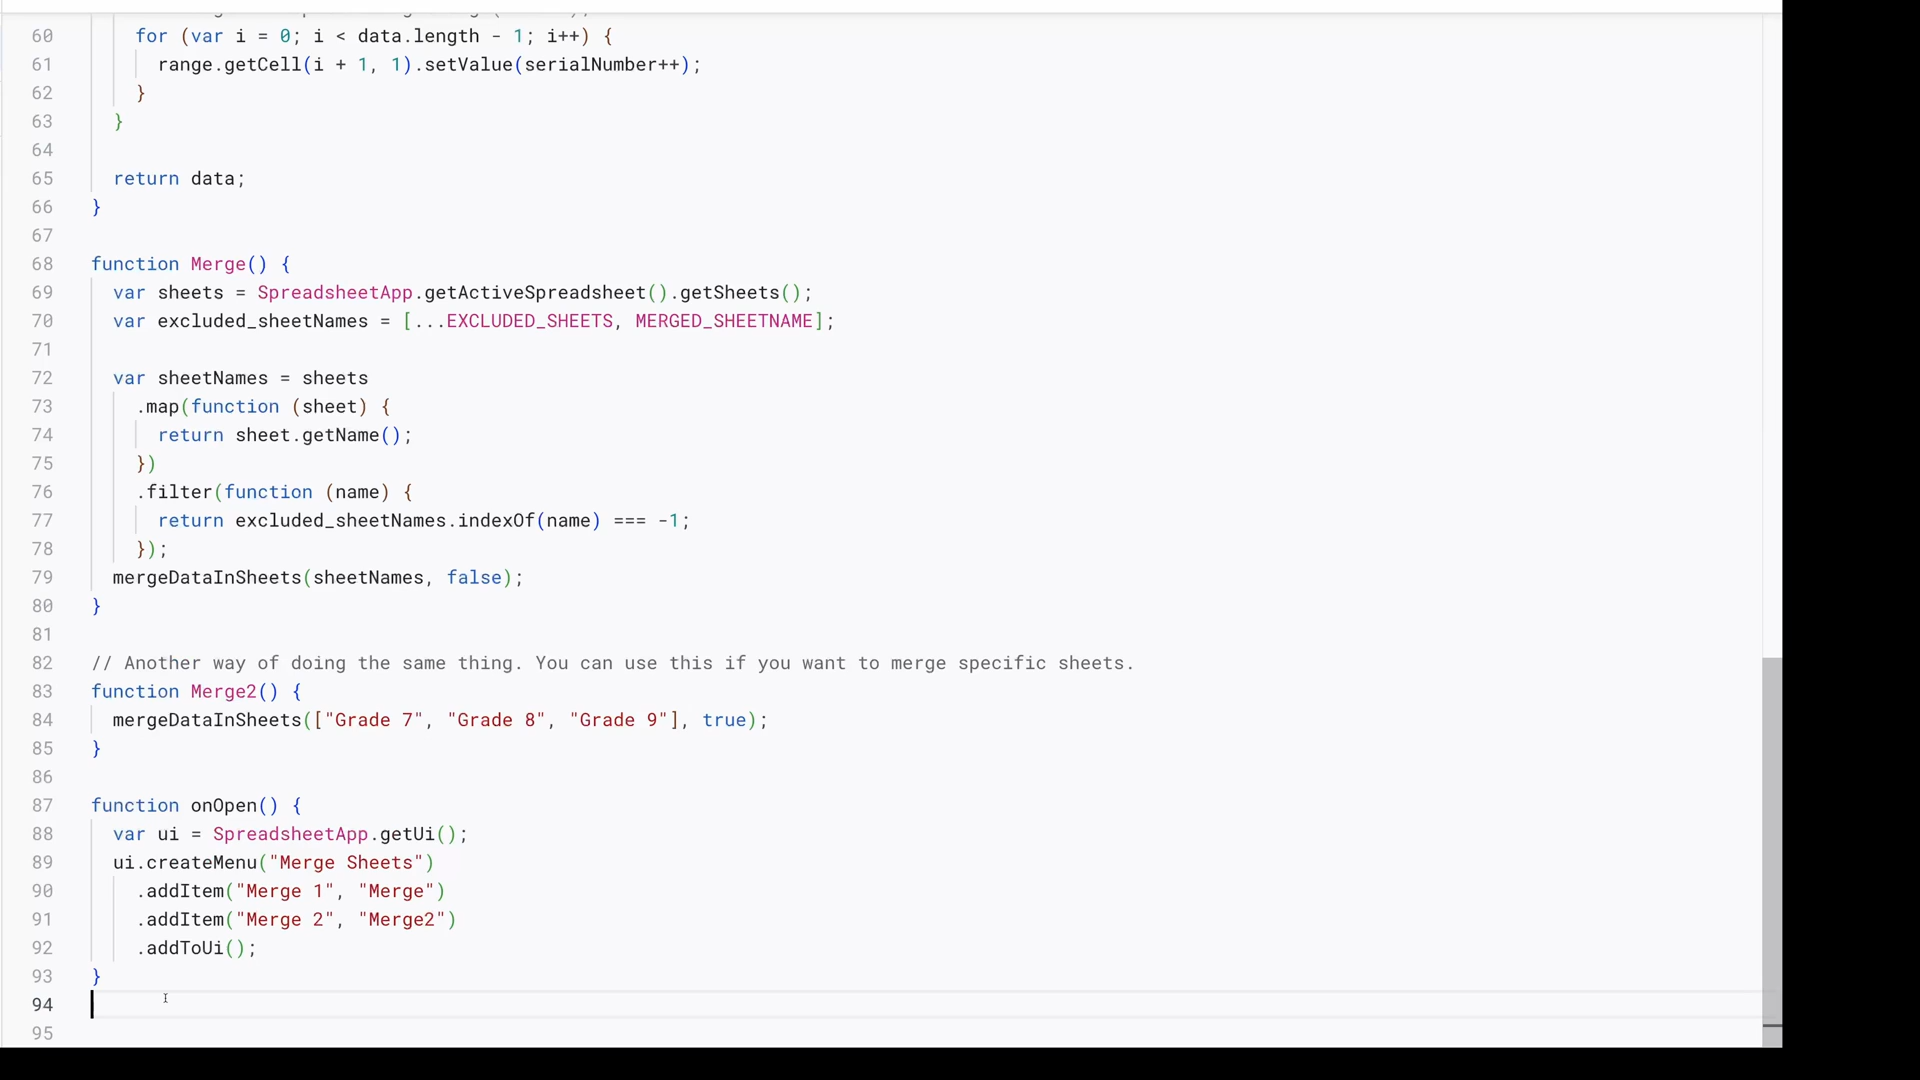 60 for (var i = 0; i < data.length - 1; i++) {
61 range.getCell(i + 1, 1).setValue(serialNumber++);
62 }
63 }
64
65 return data;
66 }
67
68 function Merge() {
69 var sheets = SpreadsheetApp.getActiveSpreadsheet().getSheets();
70 var excluded_sheetNames = [...EXCLUDED_SHEETS, MERGED_SHEETNAME];
71
72 var sheetNames = sheets
73 .map(function (sheet) {
74 return sheet.getName();
75 })
76 .filter(function (name) {
77 return excluded_sheetNames.indexOf(name) === -1;
78 });
79 mergeDataInSheets(sheetNames, false);
80 }
81
82 // Another way of doing the same thing. You can use this if you want to merge specific sheets.
83 function Merge2() {
84 mergeDataInSheets(["Grade 7", "Grade 8", "Grade 9"], true);
85 }
86
87 function onOpen() {
88 var ui = SpreadsheetApp.getUi();
89 ui.createMenu("Merge Sheets")
90 .addItem("Merge 1", "Merge")
91 .addItem("Merge 2", "Merge2")
92 .addToUi();
93 }
94
95